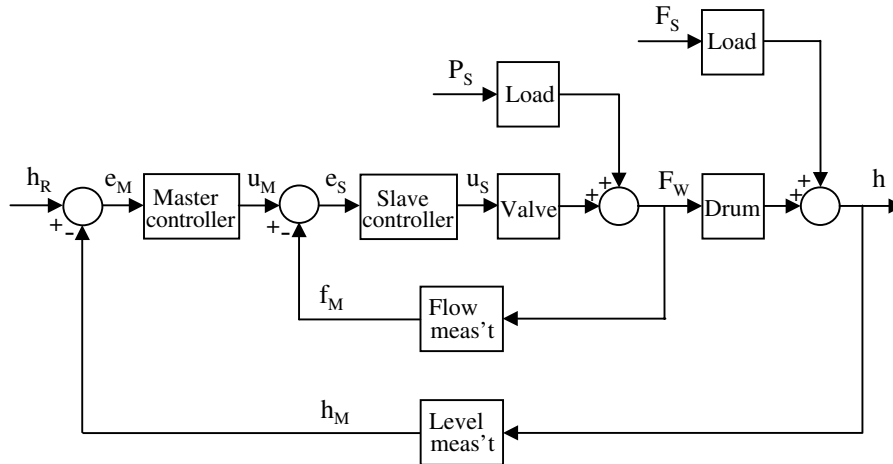 F_S
Load
P_S
Load
h_R
+
-
e_M
Master
controller
u_M
+
-
e_S
Slave
controller
u_S
Valve
+
+
F_W
Drum
+
+
h
f_M
Flow
meas't
h_M
Level
meas't